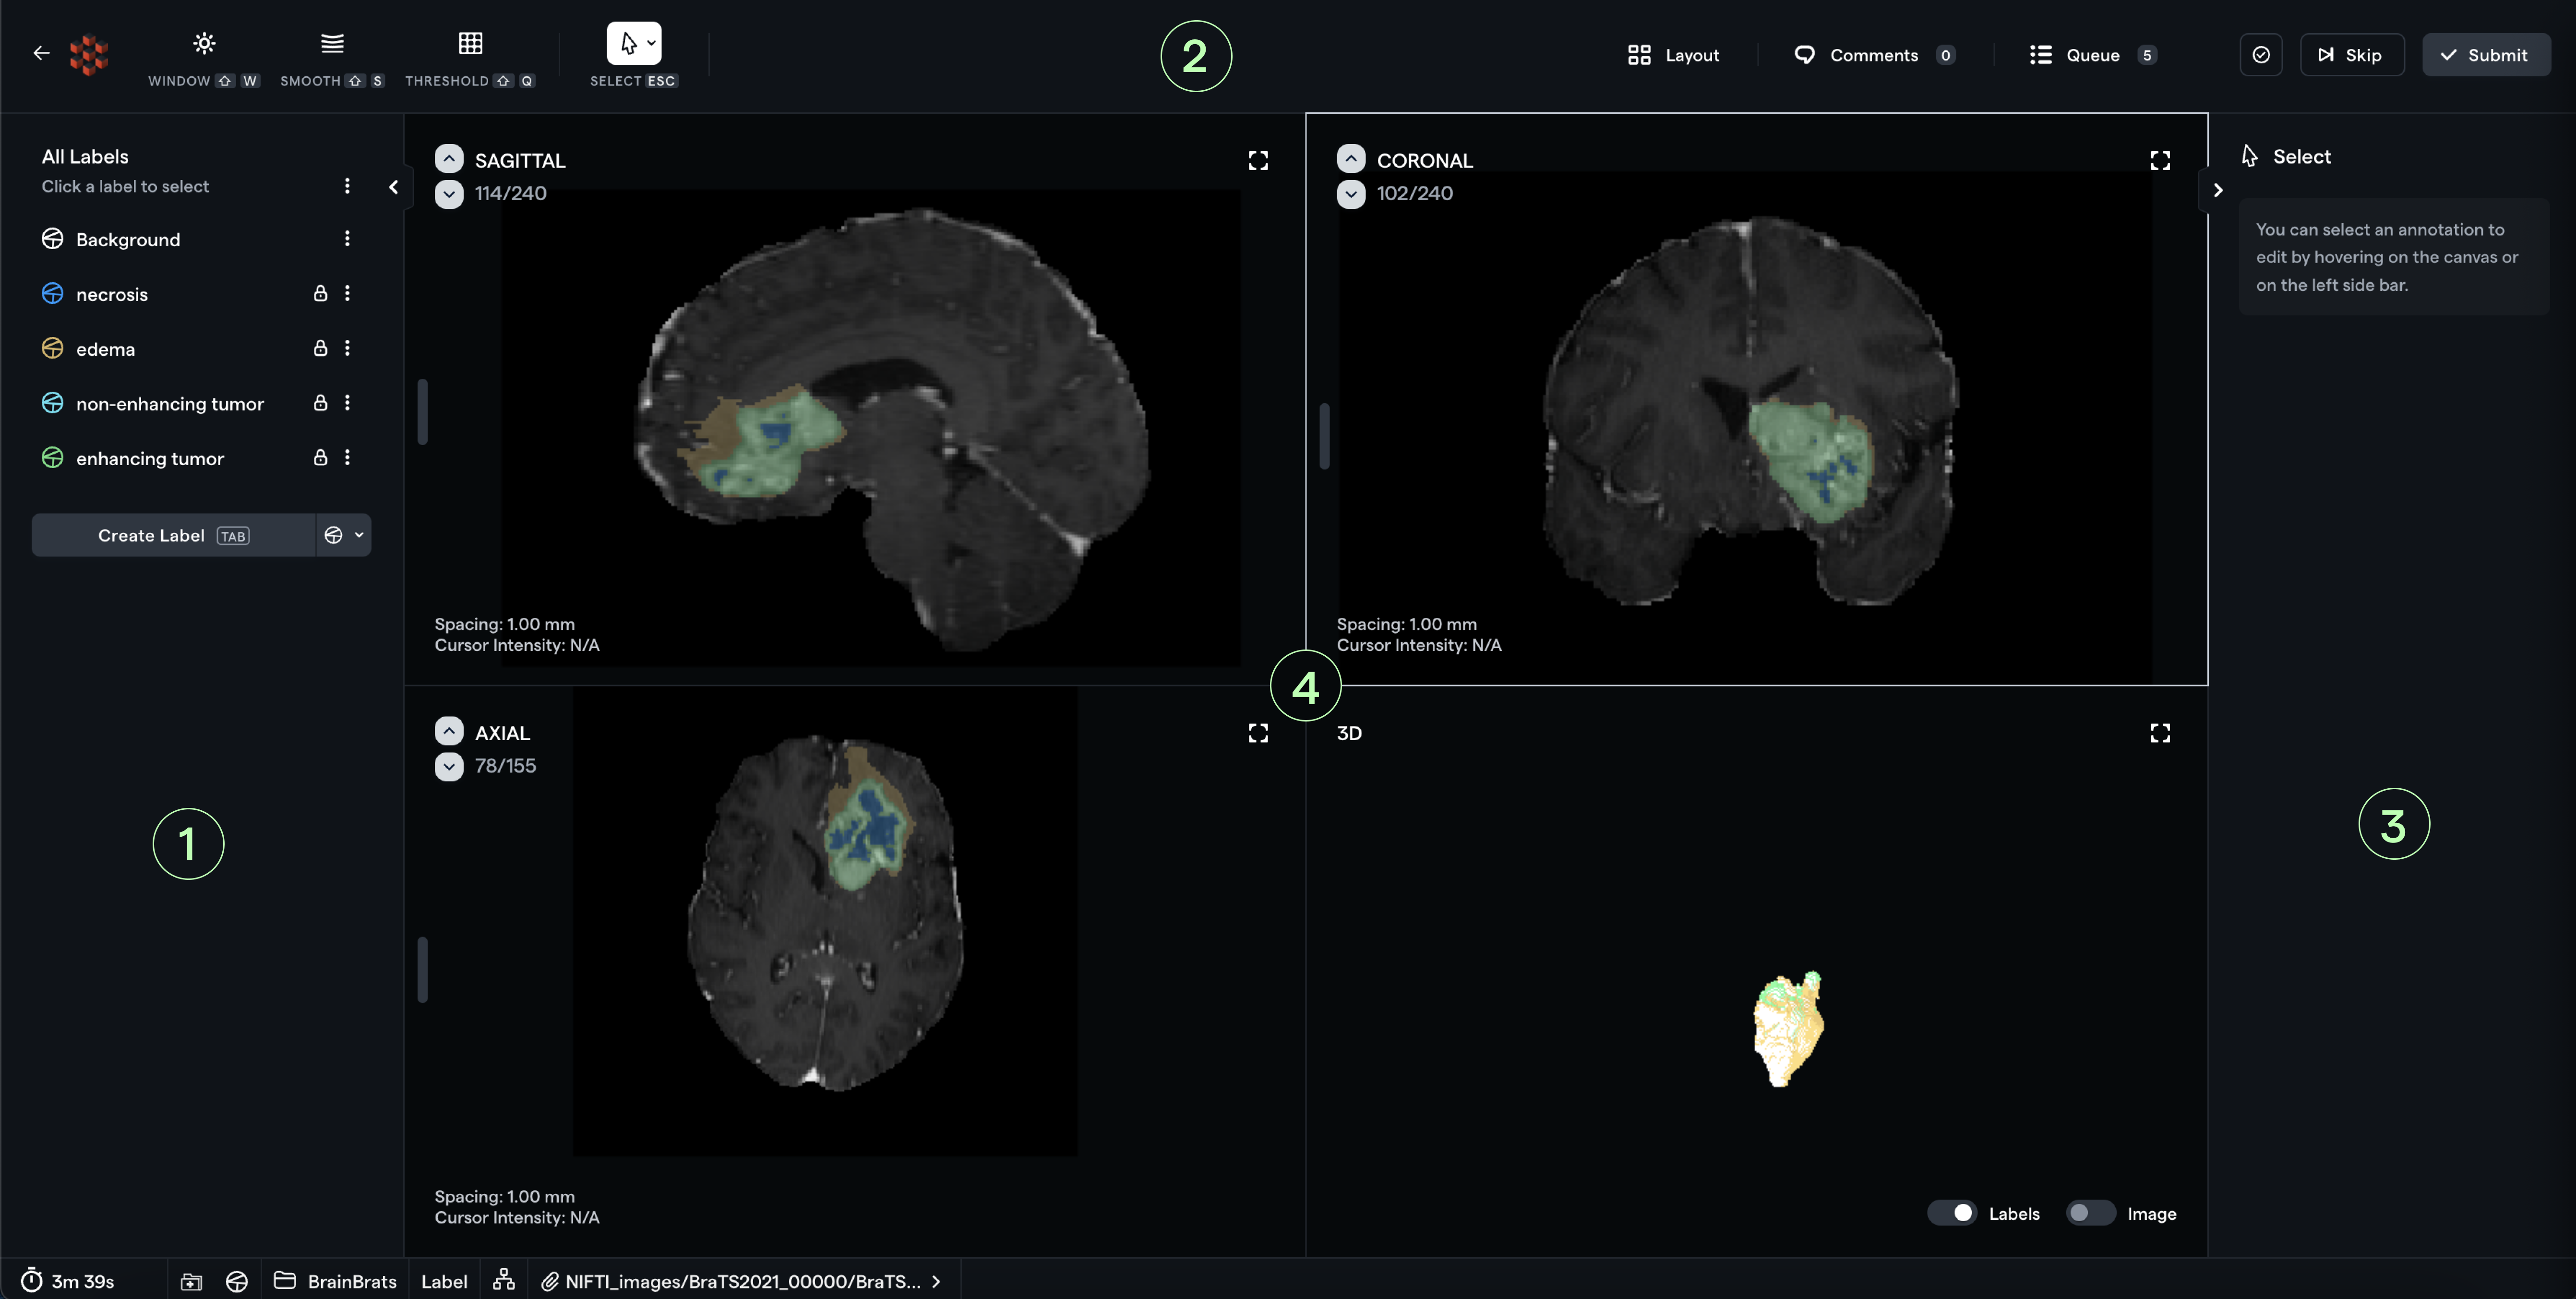 WINDOW ⇧ W
SMOOTH ⇧ S
THRESHOLD ⇧ Q
SELECT ESC
2
Layout
Comments 0
Queue 5
Skip
Submit
All Labels
Click a label to select
Background
necrosis
edema
non-enhancing tumor
enhancing tumor
Create Label TAB
1
SAGITTAL
114/240
Spacing: 1.00 mm
Cursor Intensity: N/A
CORONAL
102/240
Spacing: 1.00 mm
Cursor Intensity: N/A
4
AXIAL
78/155
Spacing: 1.00 mm
Cursor Intensity: N/A
3D
Labels
Image
Select
You can select an annotation to
edit by hovering on the canvas or
on the left side bar.
3
3m 39s
BrainBrats
Label
NIFTI_images/BraTS2021_00000/BraTS...